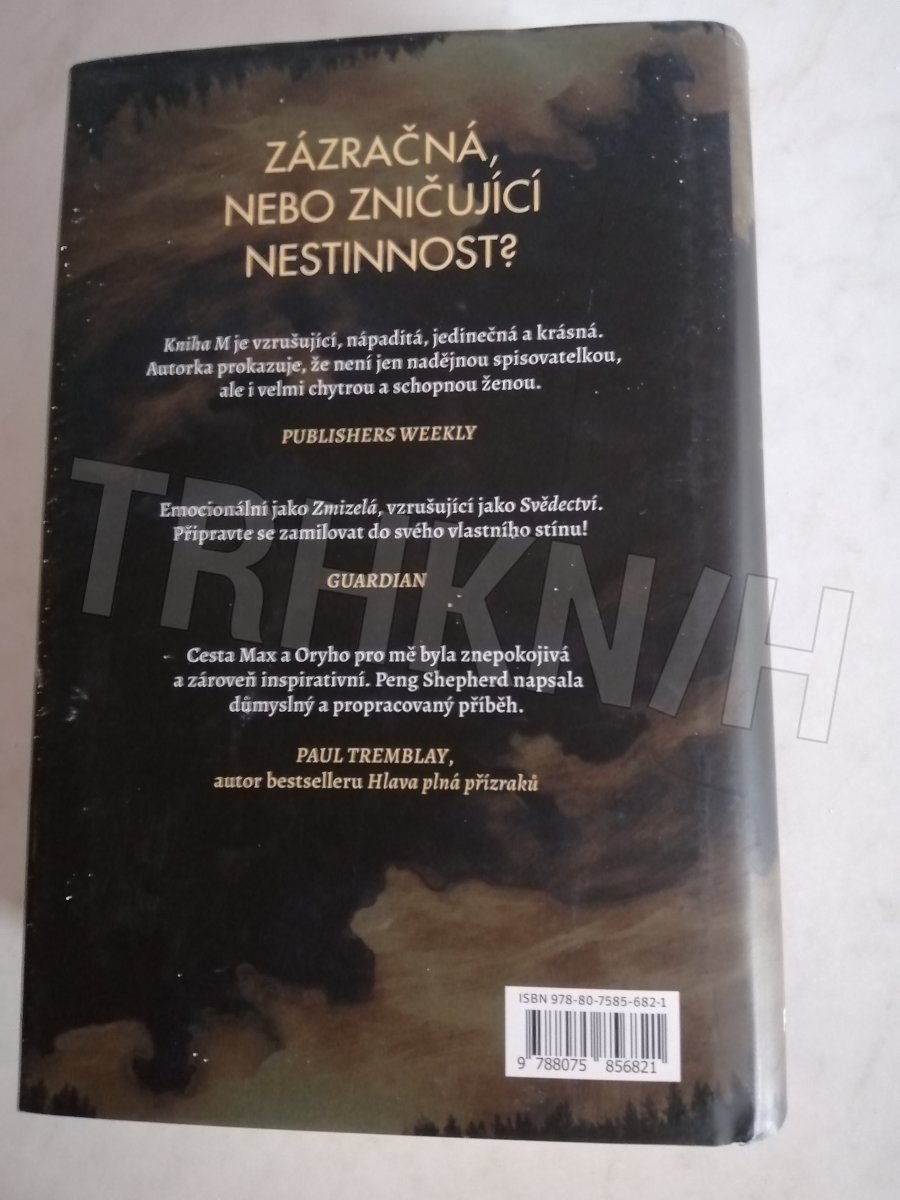 ZÁZRAČNÁ,
NEBO ZNIČUJÍCÍ
NESTINNOST?
Kniha M je vzrušující, nápaditá, jedinečná a krásná.
Autorka prokazuje, že není jen nadějnou spisovatelkou,
ale i velmi chytrou a schopnou ženou.
PUBLISHERS WEEKLY
Emocionální jako Zmizelá, vzrušující jako Svědectví.
Připravte se zamilovat do svého vlastního stínu!
GUARDIAN
Cesta Max a Oryho pro mě byla znepokojivá
a zároveň inspirativní. Peng Shepherd napsala
důmyslný a propracovaný příběh.
PAUL TREMBLAY,
autor bestselleru Hlava plná přízraků
TRHKNIH
ISBN 978-80-7585-682-1
9 788075 856821